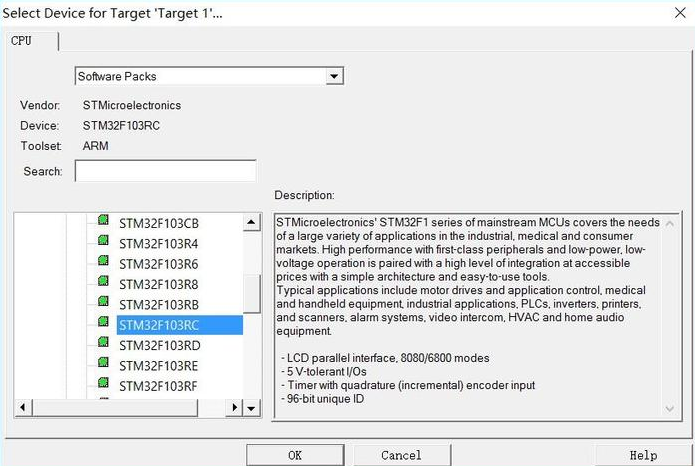 Select Device for Target 'Target 1'...
CPU
Software Packs
Vendor: STMicroelectronics
Device: STM32F103RC
Toolset: ARM
Search:
Description:
STM32F103CB
STM32F103R4
STM32F103R6
STM32F103R8
STM32F103RB
STM32F103RC
STM32F103RD
STM32F103RE
STM32F103RF
STMicroelectronics' STM32F1 series of mainstream MCUs covers the needs
of a large variety of applications in the industrial, medical and consumer
markets. High performance with first-class peripherals and low-power, low-
voltage operation is paired with a high level of integration at accessible
prices with a simple architecture and easy-to-use tools.
Typical applications include motor drives and application control, medical
and handheld equipment, industrial applications, PLCs, inverters, printers,
and scanners, alarm systems, video intercom, HVAC and home audio
equipment.
- LCD parallel interface, 8080/6800 modes
- 5 V-tolerant I/Os
- Timer with quadrature (incremental) encoder input
- 96-bit unique ID
OK
Cancel
Help